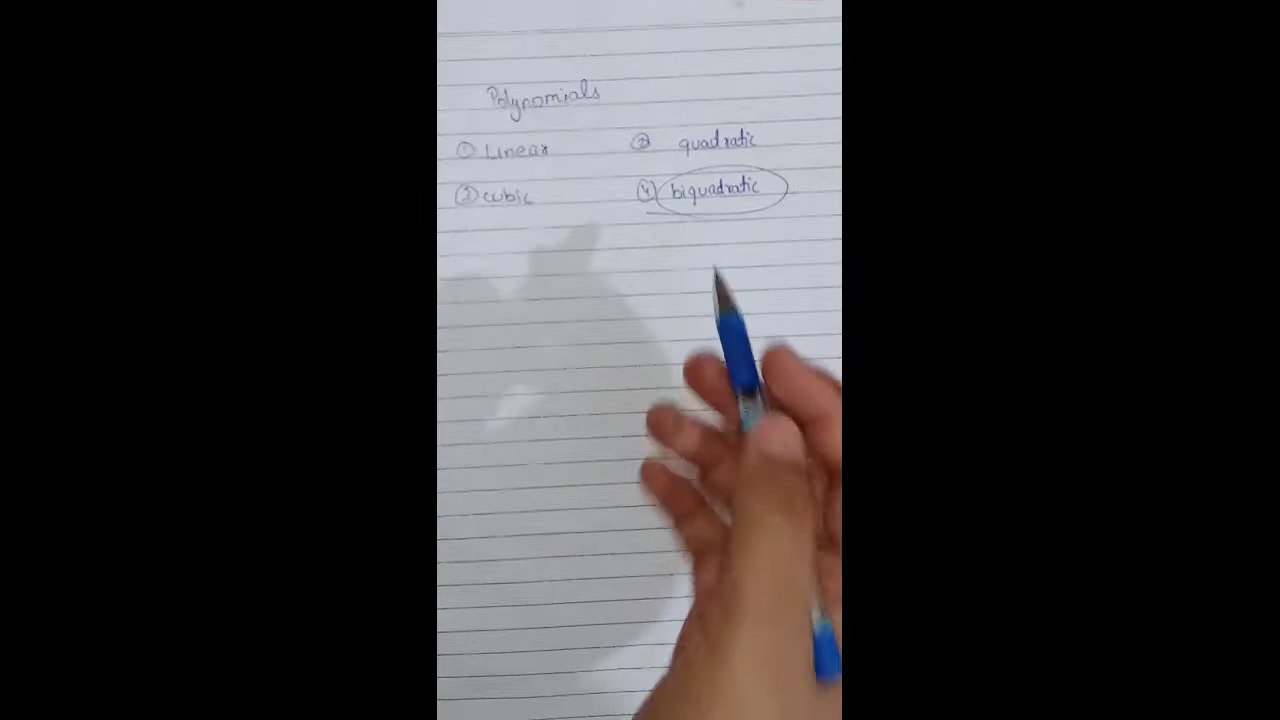 Polynomials
① Linear ② quadratic
③ cubic ④ biquadratic